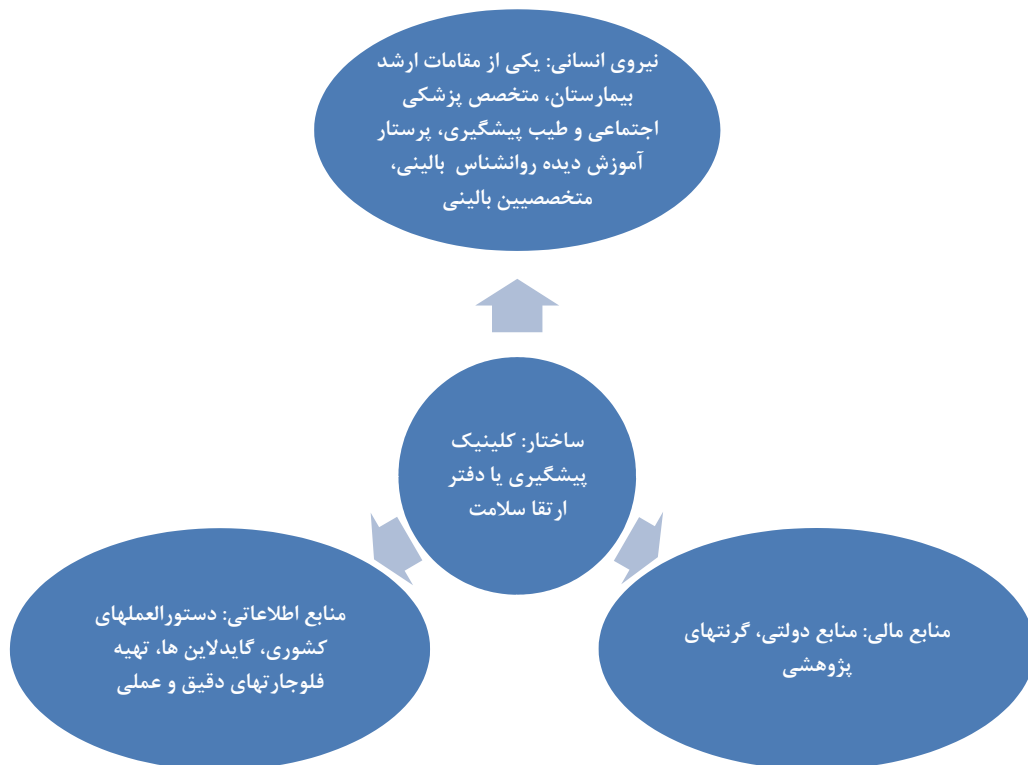 نیروی انسانی: یکی از مقامات ارشد
بیمارستان، متخصص پزشکی
اجتماعی و طیب پیشگیری، پرستار
آموزش دیده روانشناس بالینی،
متخصصیین بالینی
ساختار: کلینیک
پیشگیری یا دفتر
ارتقا سلامت
منابع مالی: منابع دولتی، گرنتهای
پژوهشی
منابع اطلاعاتی: دستورالعملهای
کشوری، گایدلاین ها، تهیه
فلوجارتهای دقیق و عملی